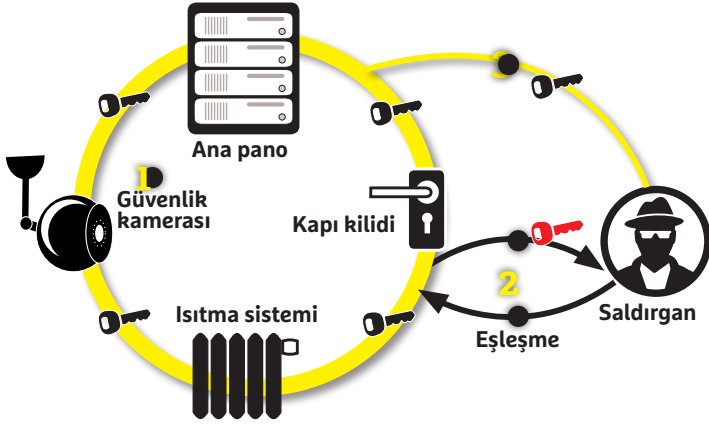 3
Ana pano
1
Güvenlik
kamerası
Kapı kilidi
2
Isıtma sistemi
Saldırgan
Eşleşme